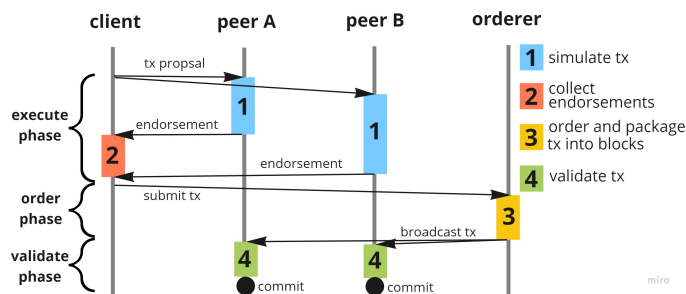 client
peer A
peer B
orderer
tx propsal
1
simulate tx
2
collect
endorsements
3
order and package
tx into blocks
4
validate tx
execute
phase
1
1
endorsement
2
endorsement
order
phase
submit tx
3
broadcast tx
validate
phase
4
4
commit
commit
miro